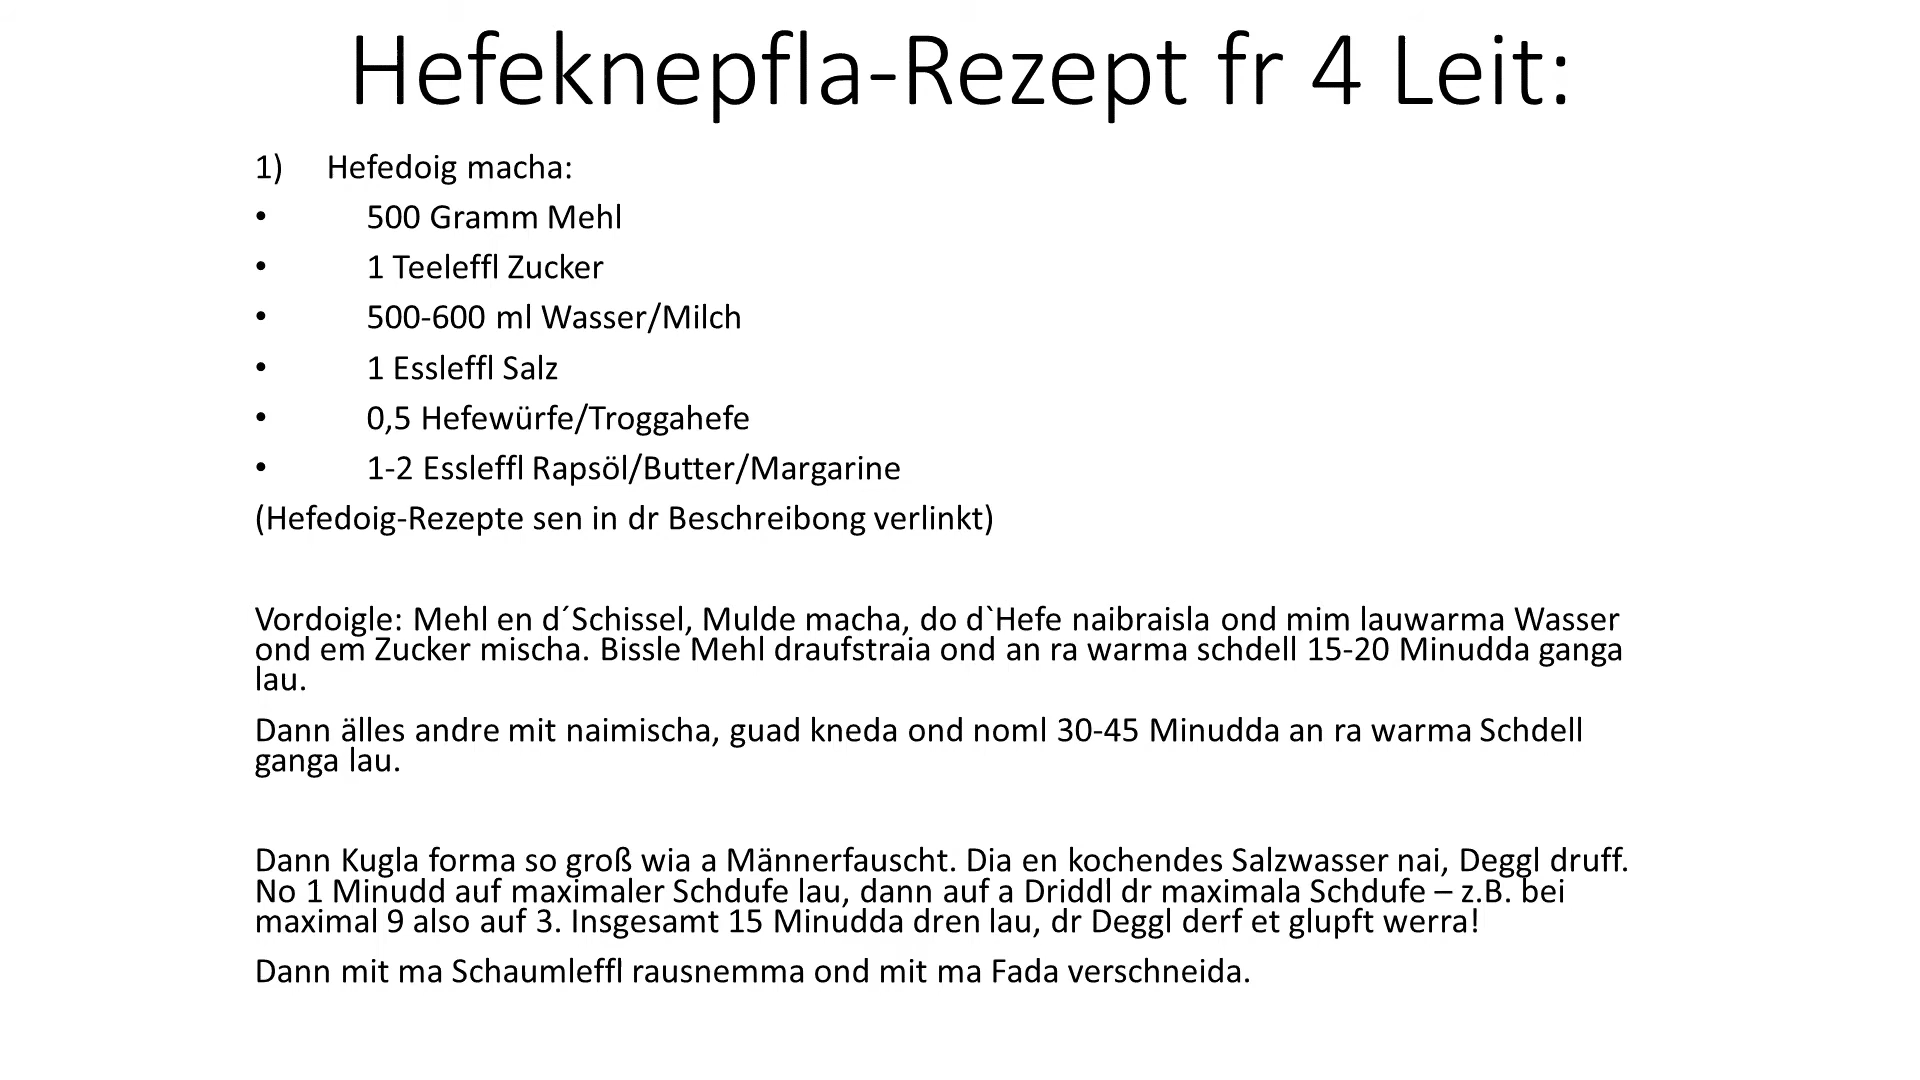 Hefeknepfla-Rezept fr 4 Leit:
1) Hefedoig macha:
• 500 Gramm Mehl
• 1 Teeleffl Zucker
• 500-600 ml Wasser/Milch
• 1 Essleffl Salz
• 0,5 Hefewürfe/Troggahefe
• 1-2 Essleffl Rapsöl/Butter/Margarine
(Hefedoig-Rezepte sen in dr Beschreibong verlinkt)
Vordoigle: Mehl en d´Schissel, Mulde macha, do d`Hefe naibraisla ond mim lauwarma Wasser
ond em Zucker mischa. Bissle Mehl draufstraia ond an ra warma schdell 15-20 Minudda ganga
lau.
Dann älles andre mit naimischa, guad kneda ond noml 30-45 Minudda an ra warma Schdell
ganga lau.
Dann Kugla forma so groß wia a Männerfauscht. Dia en kochendes Salzwasser nai, Deggl druff.
No 1 Minudd auf maximaler Schdufe lau, dann auf a Driddl dr maximala Schdufe – z.B. bei
maximal 9 also auf 3. Insgesamt 15 Minudda dren lau, dr Deggl derf et glupft werra!
Dann mit ma Schaumleffl rausnemma ond mit ma Fada verschneida.